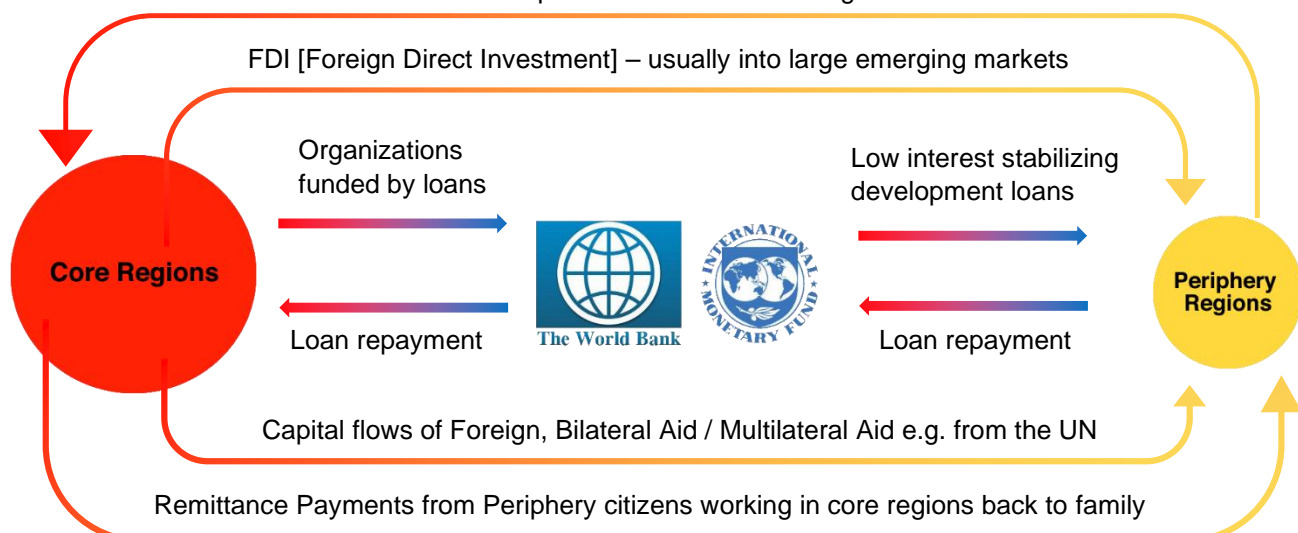 FDI [Foreign Direct Investment] – usually into large emerging markets
Organizations
funded by loans
Low interest stabilizing
development loans
Core Regions
INTERNATIONAL
MONETARY FUND
Periphery
Regions
The World Bank
Loan repayment
Loan repayment
Capital flows of Foreign, Bilateral Aid / Multilateral Aid e.g. from the UN
Remittance Payments from Periphery citizens working in core regions back to family